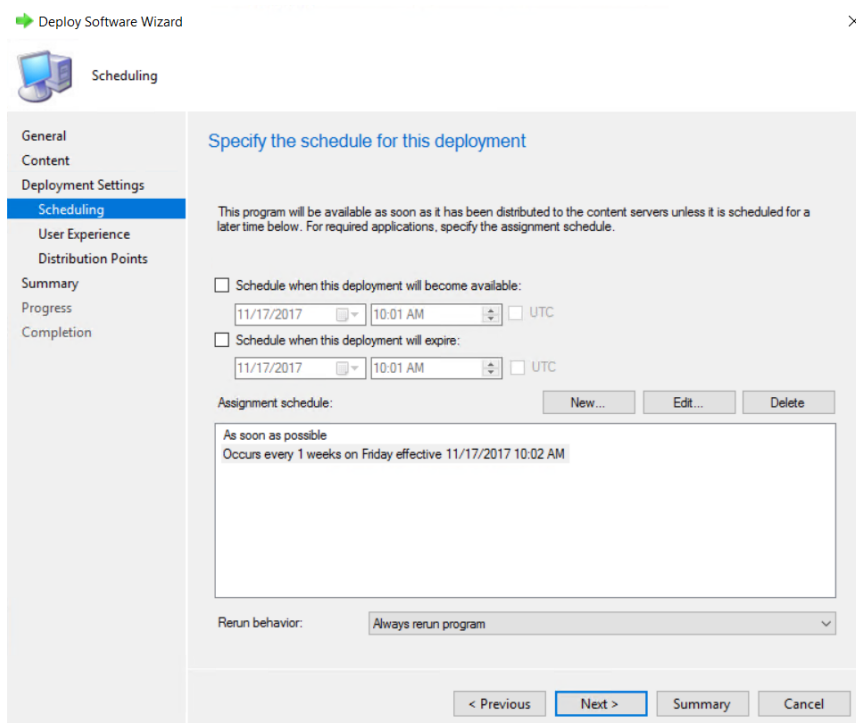 Deploy Software Wizard
Scheduling
General
Content
Deployment Settings
Scheduling
User Experience
Distribution Points
Summary
Progress
Completion
Specify the schedule for this deployment
This program will be available as soon as it has been distributed to the content servers unless it is scheduled for a
later time below. For required applications, specify the assignment schedule.
Schedule when this deployment will become available:
11/17/2017 10:01 AM UTC
Schedule when this deployment will expire:
11/17/2017 10:01 AM UTC
Assignment schedule: New... Edit... Delete
As soon as possible
Occurs every 1 weeks on Friday effective 11/17/2017 10:02 AM
Rerun behavior: Always rerun program
< Previous Next > Summary Cancel